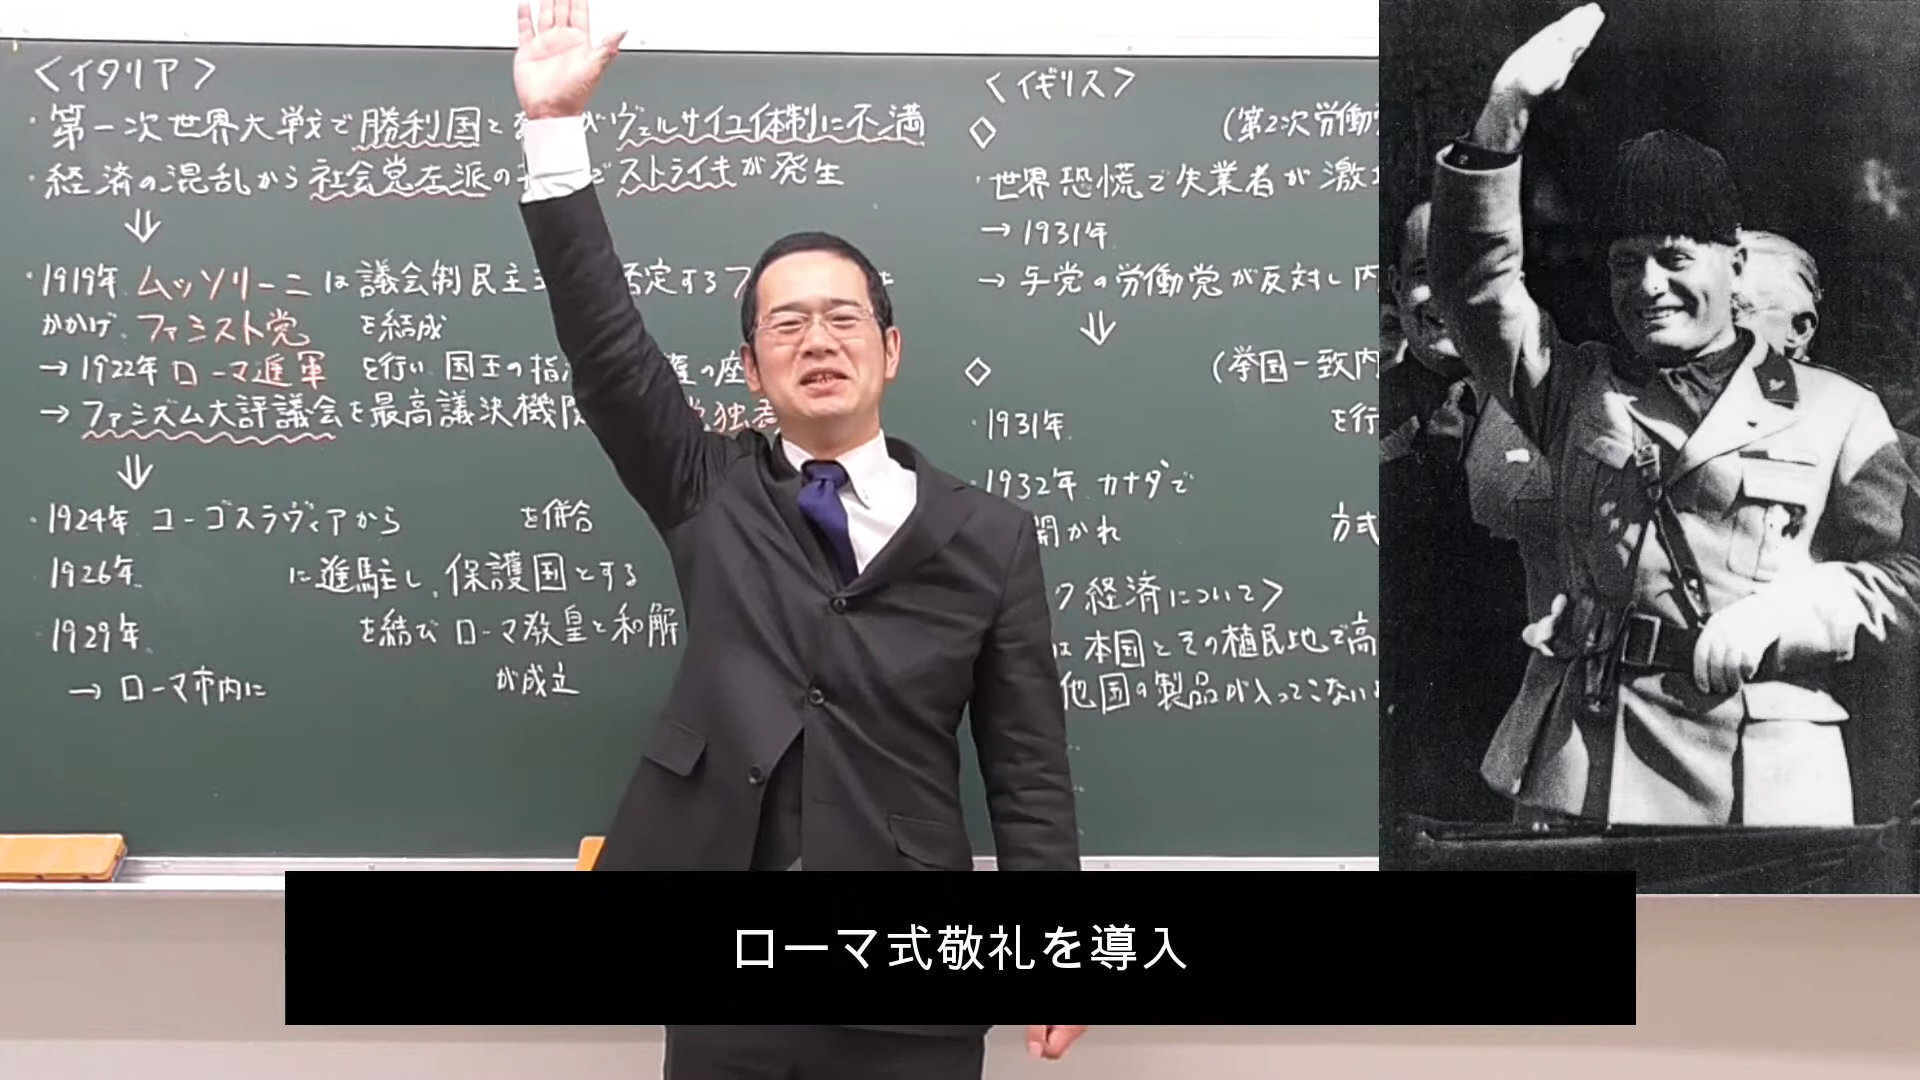 <イタリア>
・第一次世界大戦で勝利国と がヴェルサイユ体制に不満
・経済の混乱から社会党左派の でストライキが発生
⇓
・1919年 ムッソリーニは議会制民主 否定するフ を
かかげ、ファシスト党 を結成
→1922年 ローマ進軍 を行い 国王の指 権の座
→ファシズム大評議会を最高議決機関 党独裁
⇓
・1924年 ユーゴスラヴィアから を併合
・1926年 に進駐し、保護国とする
・1929年、 を結び ローマ教皇と和解
→ローマ市内に が成立
<イギリス>
◇ (第2次労働
・世界恐慌で失業者が激
→1931年
→与党の労働党が反対し内
⇓
◇ (挙国一致内
・1931年 を行
・1932年 カナダで
開かれ 方式
ク経済について>
は本国とその植民地で高
他国の製品が入ってこない
ローマ式敬礼を導入